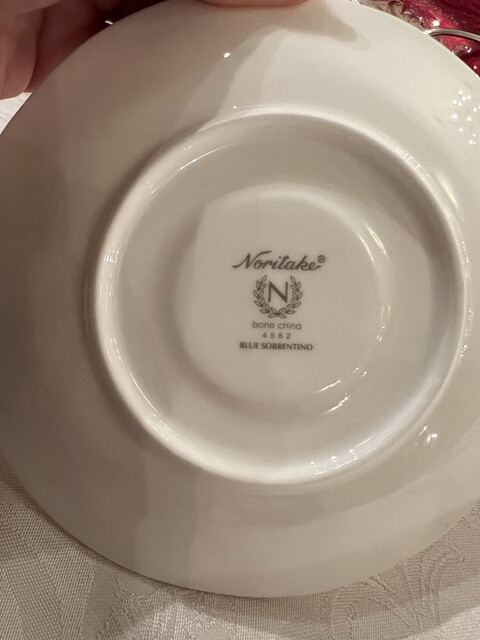 Noritake®
N
bone china
4562
BLUE SORRENTINO